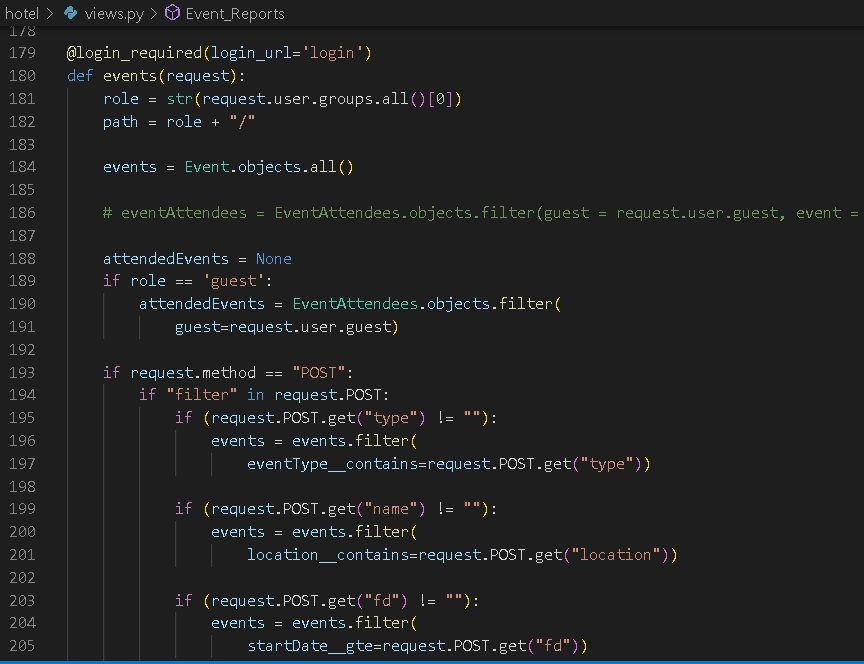 hotel > views.py > Event_Reports
178
179 @login_required(login_url='login')
180 def events(request):
181     role = str(request.user.groups.all()[0])
182     path = role + "/"
183
184     events = Event.objects.all()
185
186     # eventAttendees = EventAttendees.objects.filter(guest = request.user.guest, event =
187
188     attendedEvents = None
189     if role == 'guest':
190         attendedEvents = EventAttendees.objects.filter(
191             guest=request.user.guest)
192
193     if request.method == "POST":
194         if "filter" in request.POST:
195             if (request.POST.get("type") != ""):
196                 events = events.filter(
197                     eventType__contains=request.POST.get("type"))
198
199             if (request.POST.get("name") != ""):
200                 events = events.filter(
201                     location__contains=request.POST.get("location"))
202
203             if (request.POST.get("fd") != ""):
204                 events = events.filter(
205                     startDate__gte=request.POST.get("fd"))